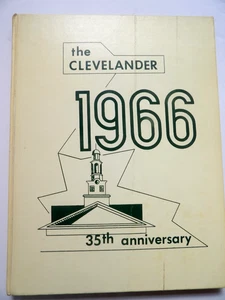 the
CLEVELANDER
1966
35th anniversary